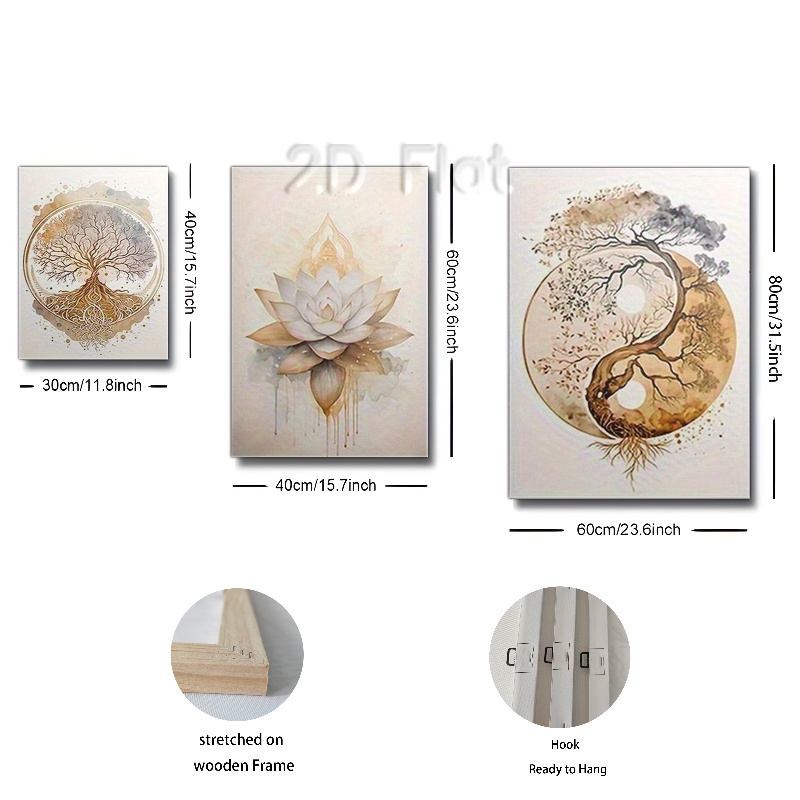 2D Flat
40cm/15.7inch
30cm/11.8inch
60cm/23.6inch
40cm/15.7inch
80cm/31.5inch
60cm/23.6inch
stretched on
wooden Frame
Hook
Ready to Hang